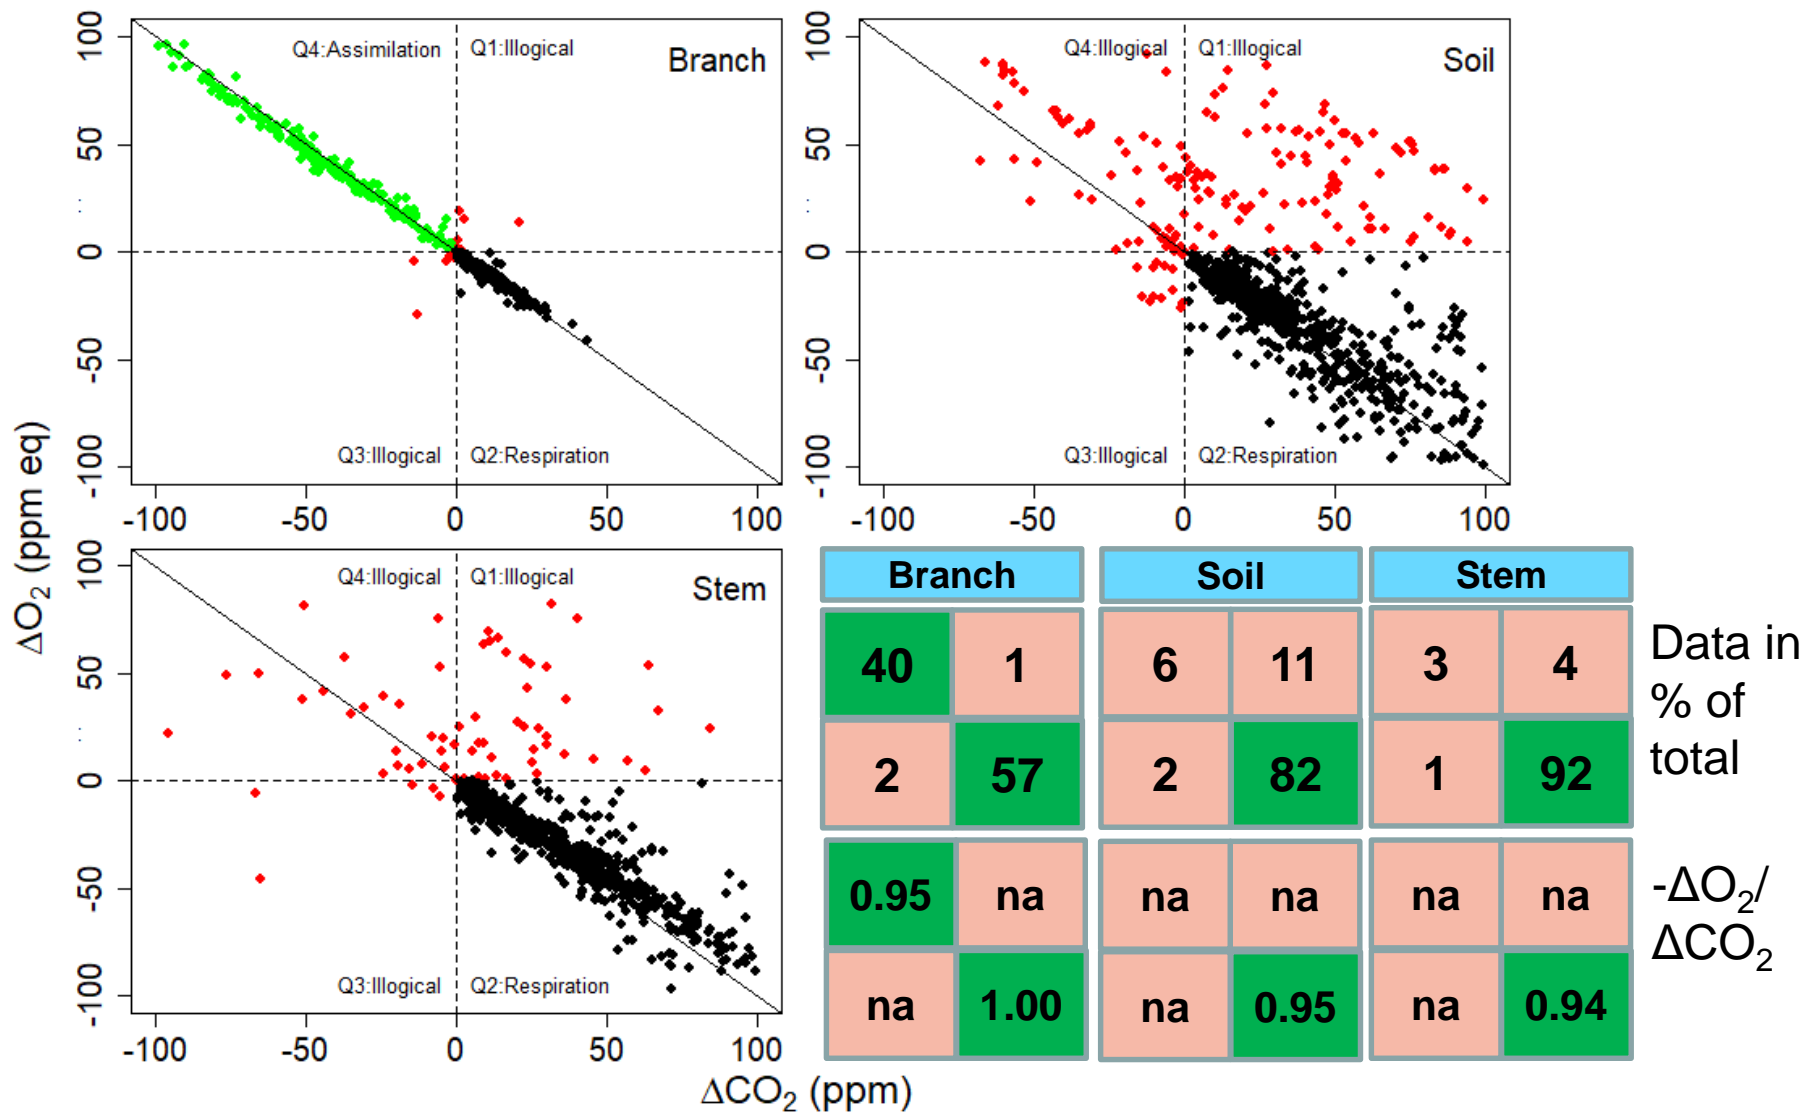 Q4:Assimilation Q1:Illogical Branch
Q3:Illogical Q2:Respiration
100
50
0
-50
-100
-100 -50 0 50 100
Q4:Illogical Q1:Illogical Soil
Q3:Illogical Q2:Respiration
100
50
0
-50
-100
-100 -50 0 50 100
Q4:Illogical Q1:Illogical Stem
Q3:Illogical Q2:Respiration
100
50
0
-50
-100
-100 -50 0 50 100
ΔO₂ (ppm eq)
ΔCO₂ (ppm)
Branch Soil Stem
40 1 6 11 3 4
2 57 2 82 1 92
Data in
% of
total
0.95 na na na na na
na 1.00 na 0.95 na 0.94
-ΔO₂/
ΔCO₂